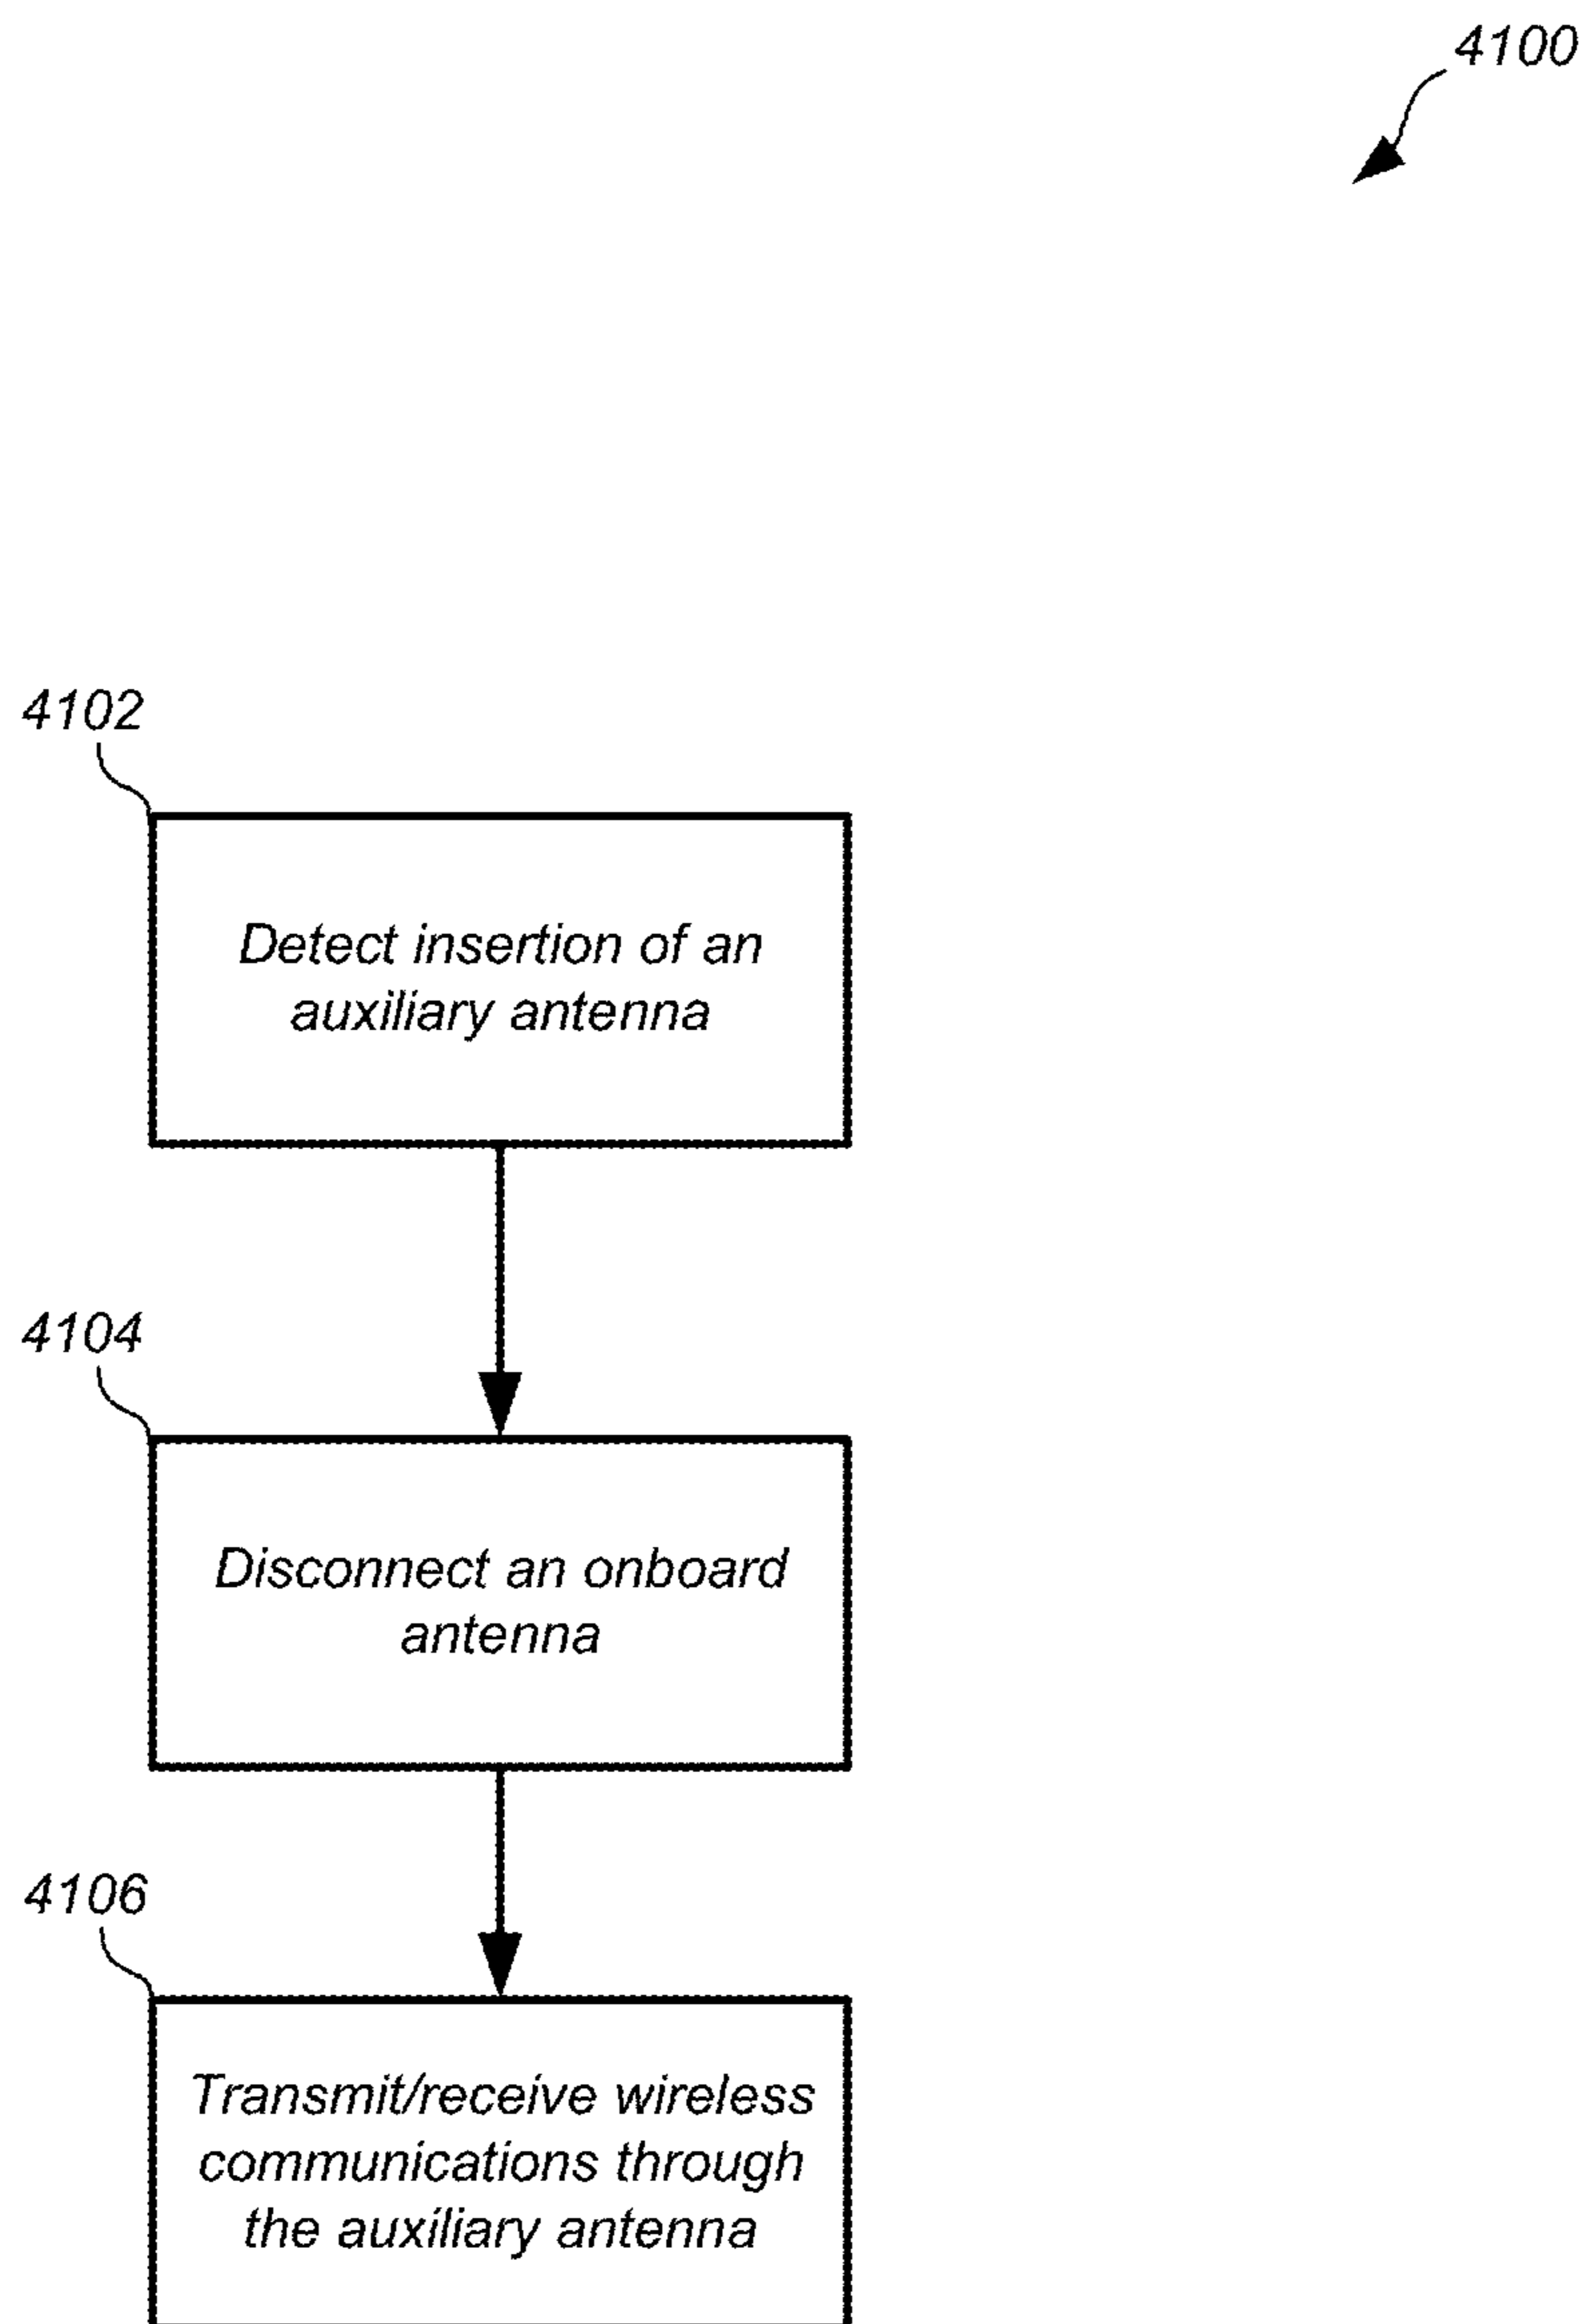 4100
4102
Detect insertion of an
auxiliary antenna
4104
Disconnect an onboard
antenna
4106
Transmit/receive wireless
communications through
the auxiliary antenna